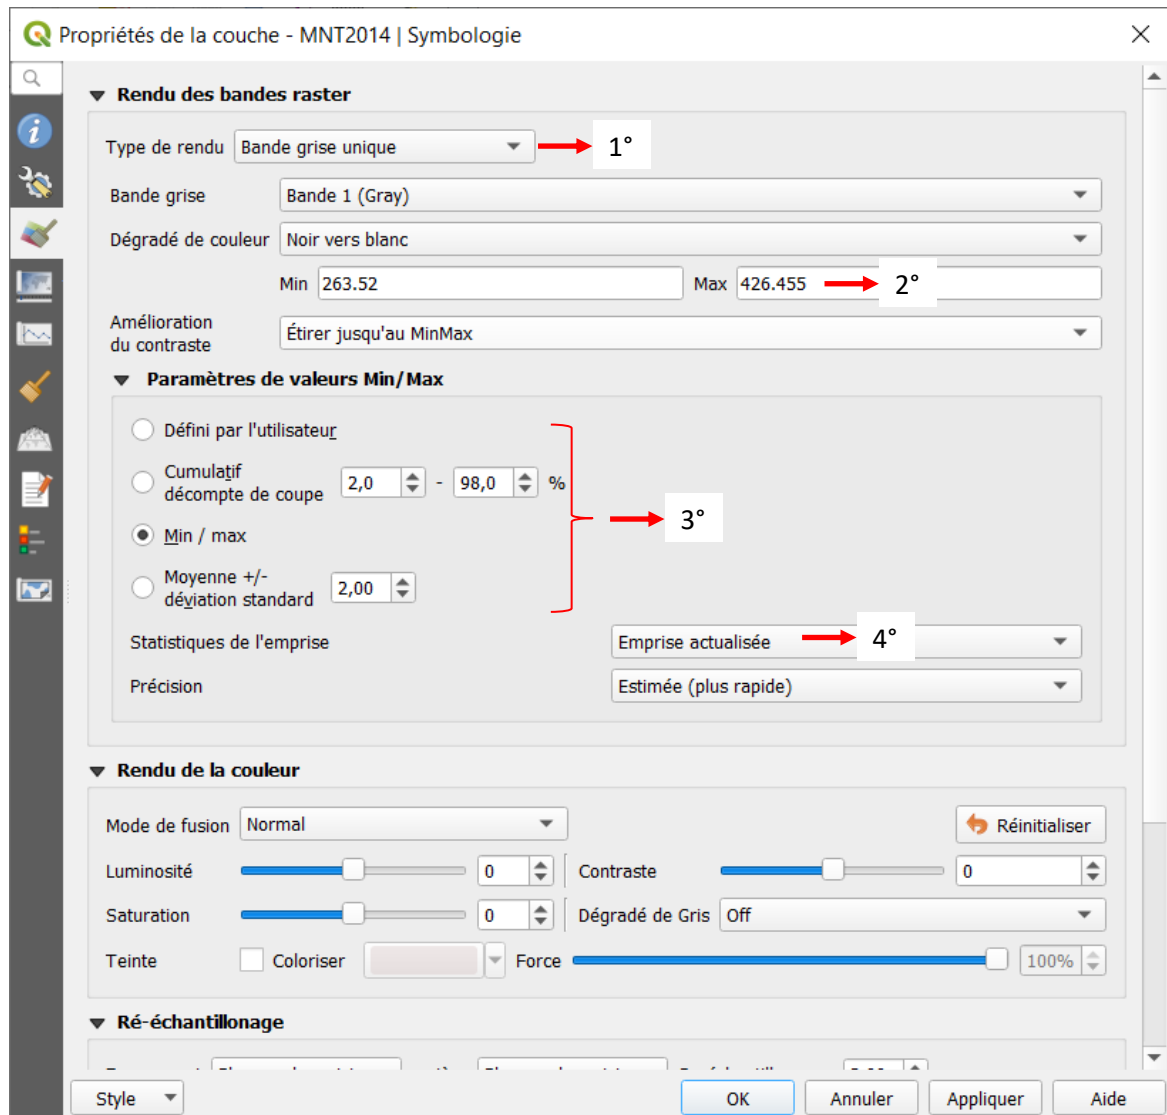 Propriétés de la couche - MNT2014 | Symbologie
Rendu des bandes raster
Type de rendu Bande grise unique 1°
Bande grise Bande 1 (Gray)
Dégradé de couleur Noir vers blanc
Min 263.52 Max 426.455 2°
Amélioration
du contraste Étirer jusqu'au MinMax
Paramètres de valeurs Min/Max
Défini par l'utilisateur
Cumulatif
décompte de coupe 2,0 - 98,0 %
3°
Min / max
Moyenne +/-
déviation standard 2,00
Statistiques de l'emprise Emprise actualisée 4°
Précision Estimée (plus rapide)
Rendu de la couleur
Mode de fusion Normal Réinitialiser
Luminosité 0 Contraste 0
Saturation 0 Dégradé de Gris Off
Teinte Coloriser Force 100%
Ré-échantillonage
Style OK Annuler Appliquer Aide